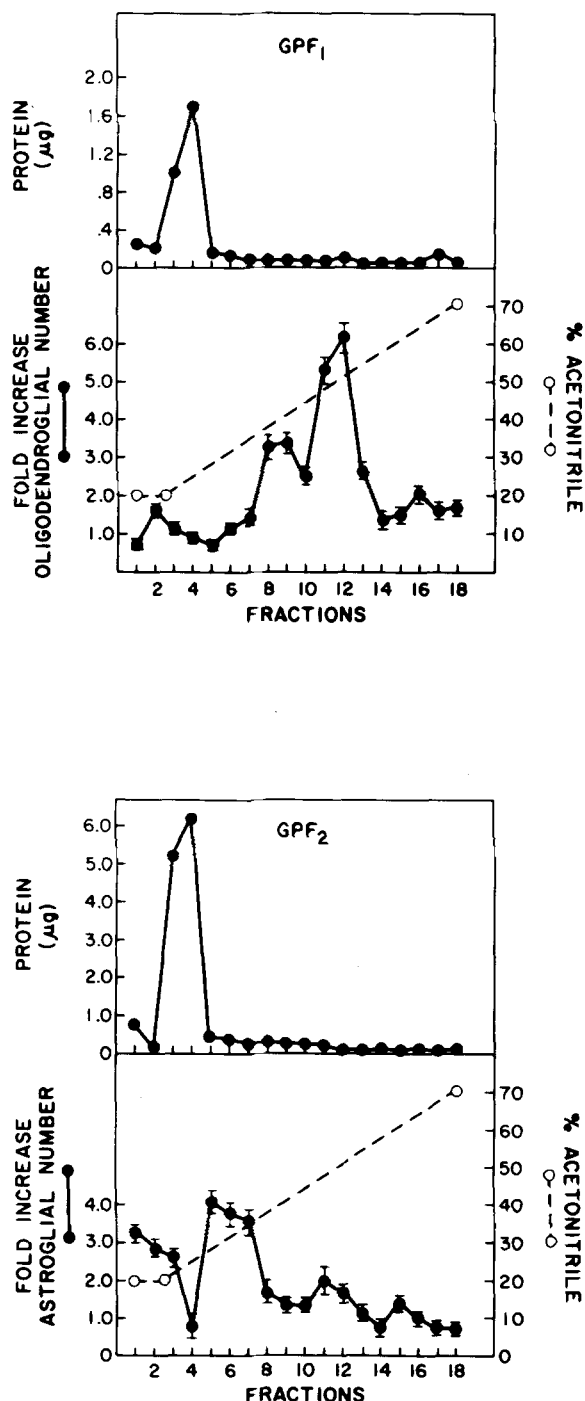 GPF1
PROTEIN
(μg)
2.0
1.6
1.2
.8
.4
0
FOLD INCREASE
OLIGODENDROGLIAL NUMBER
6.0
5.0
4.0
3.0
2.0
1.0
70
60
50
40
30
20
10
% ACETONITRILE
2 4 6 8 10 12 14 16 18
FRACTIONS
GPF2
PROTEIN
(μg)
6.0
5.0
4.0
3.0
2.0
1.0
0
FOLD INCREASE
ASTROGLIAL NUMBER
4.0
3.0
2.0
1.0
0
70
60
50
40
30
20
10
0
% ACETONITRILE
2 4 6 8 10 12 14 16 18
FRACTIONS